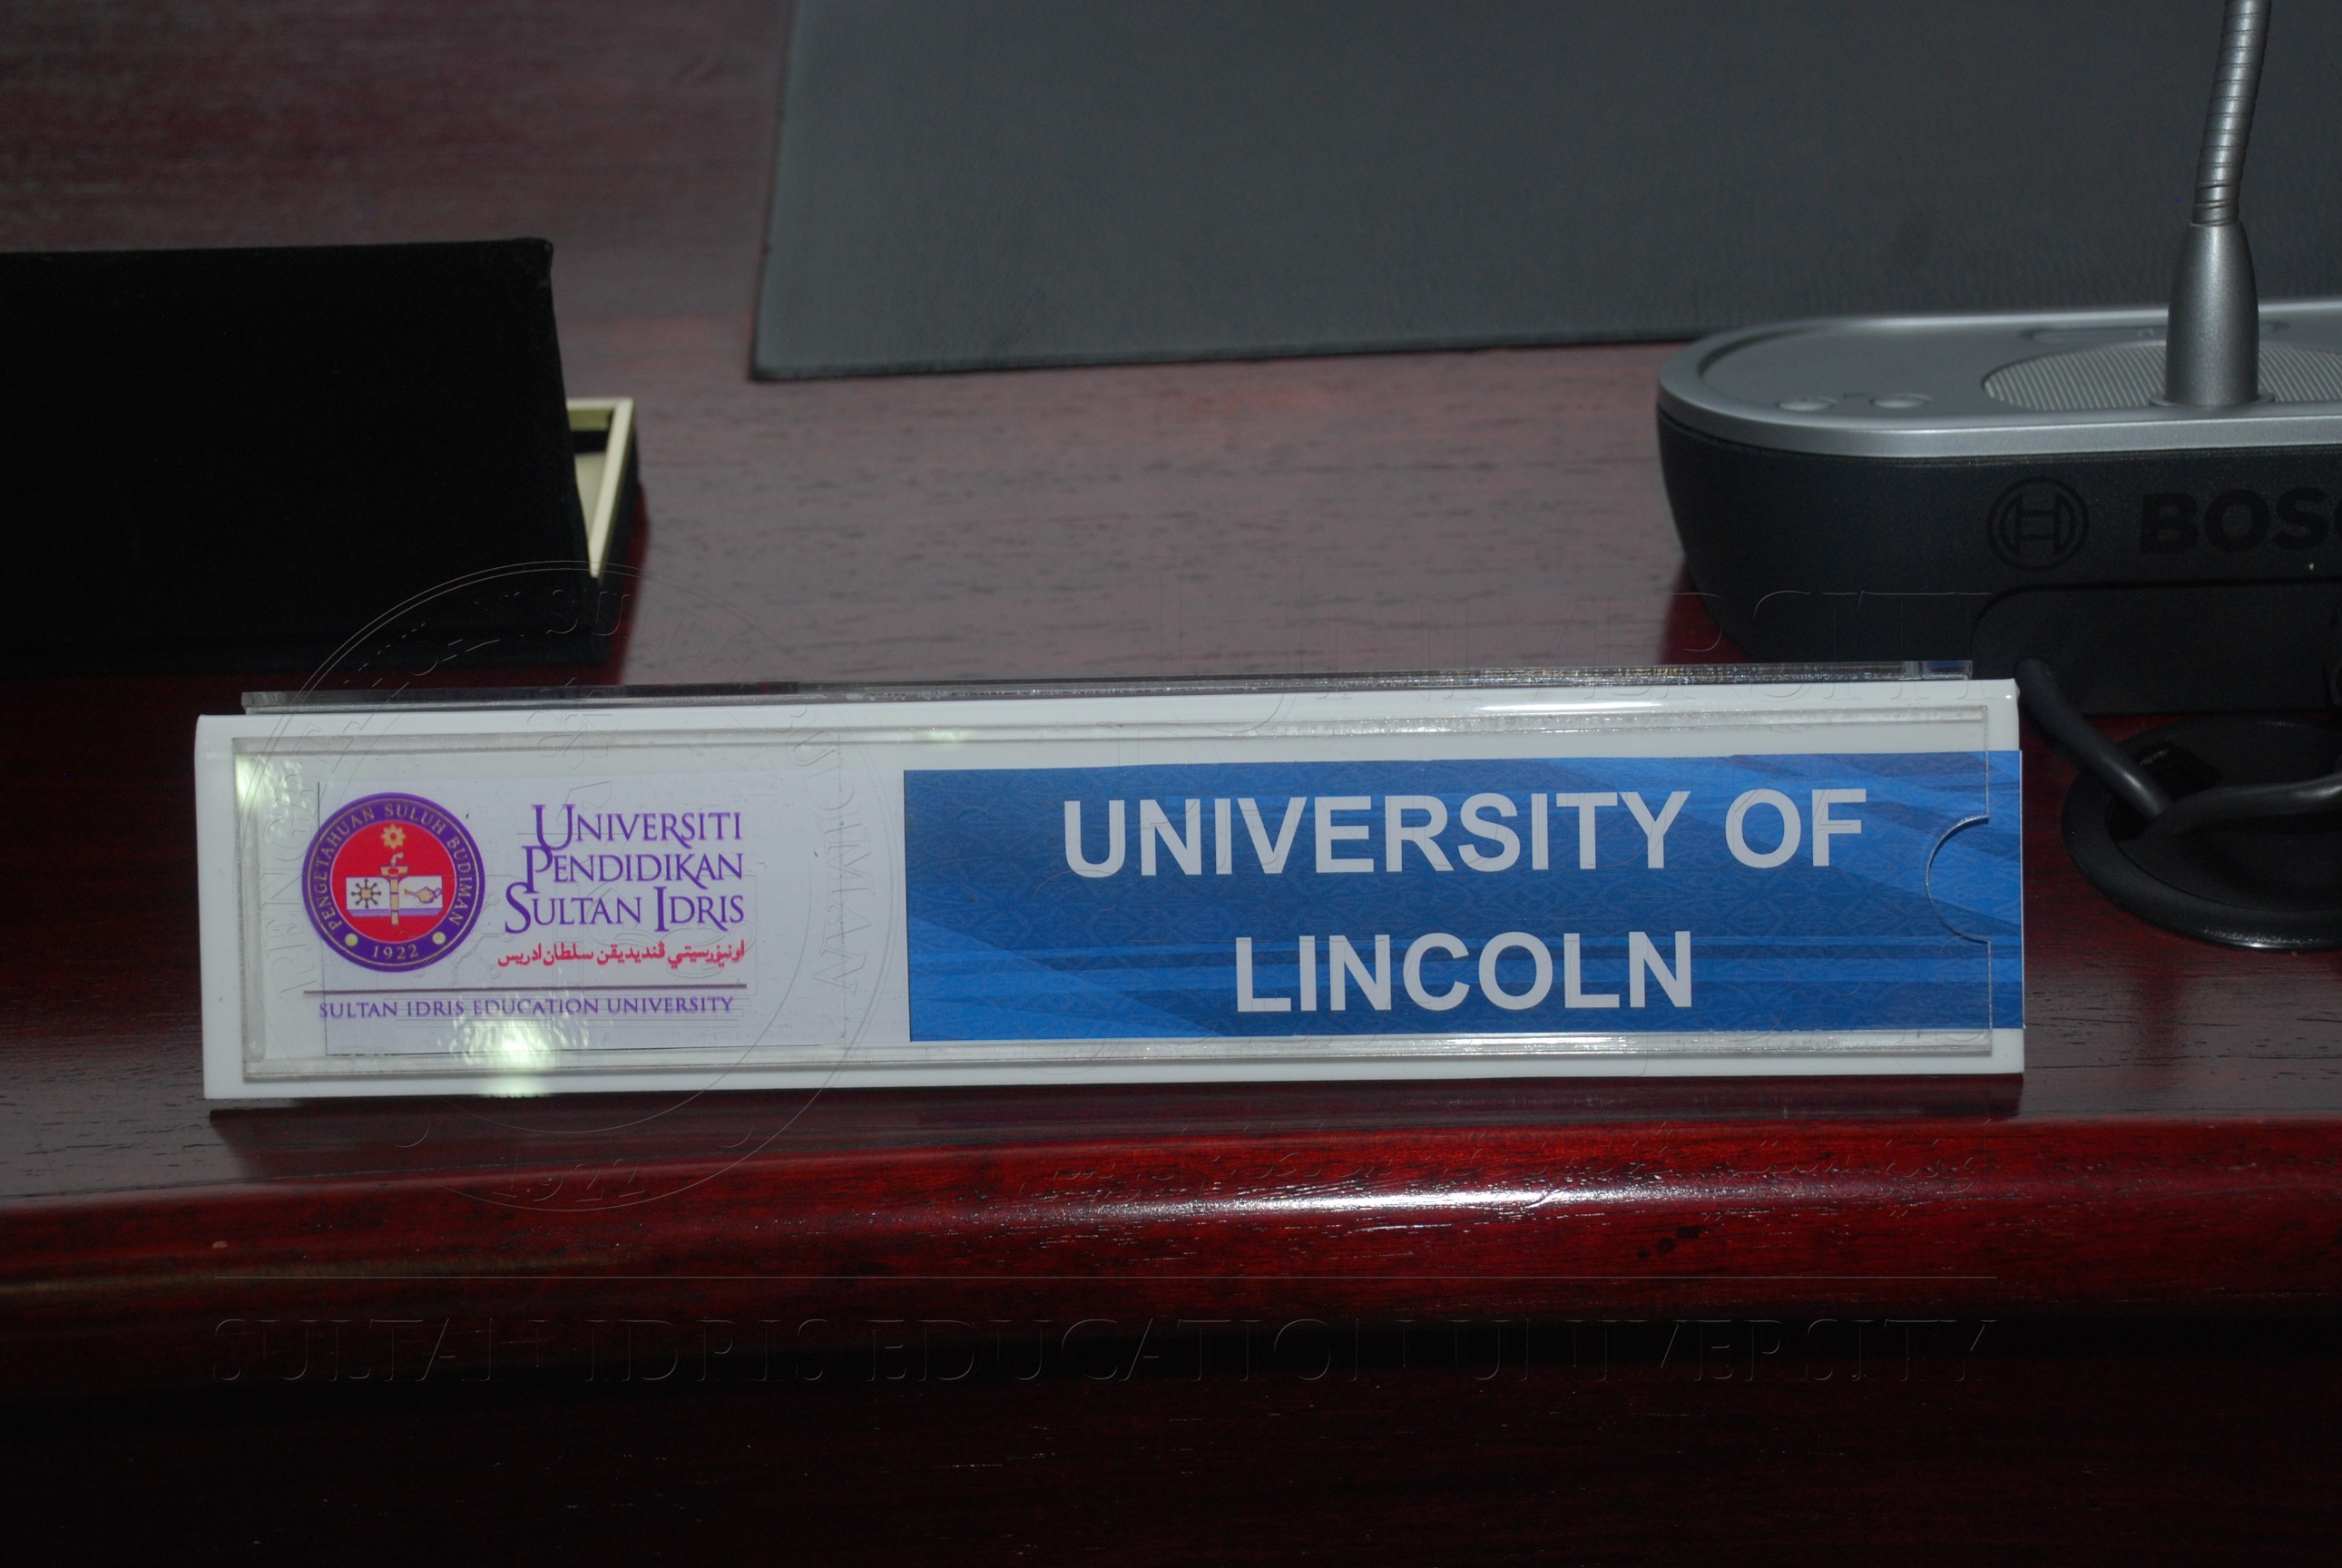 BOSC
PENGETAHUAN SULUH BUDIMAN
1922
UNIVERSITI
PENDIDIKAN
SULTAN IDRIS
اونيۏرسيتي ڤنديديقن سلطان ادريس
SULTAN IDRIS EDUCATION UNIVERSITY
UNIVERSITY OF
LINCOLN
1922
SULTAN IDRIS EDUCATION UNIVERSITY